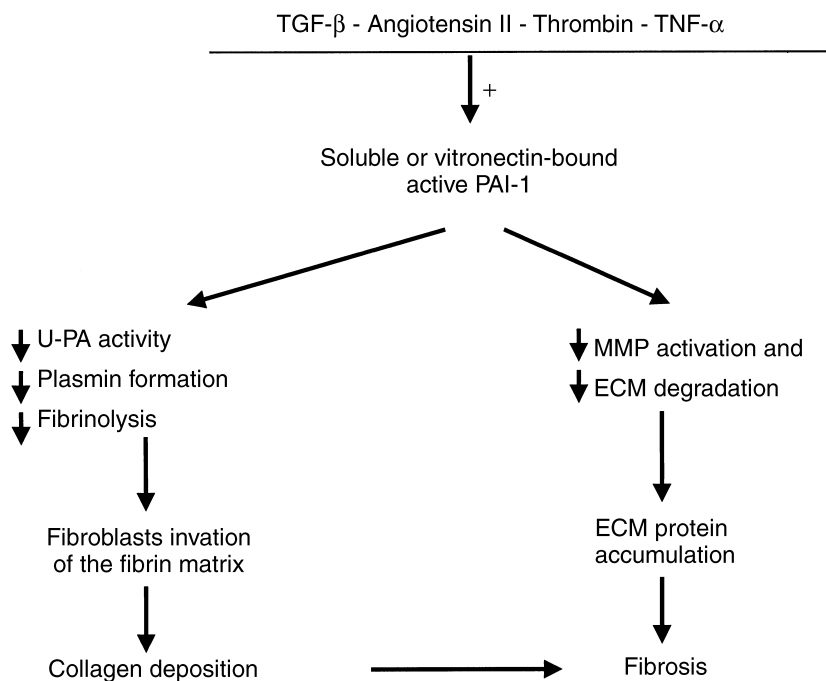 TGF-β - Angiotensin II - Thrombin - TNF-α
+
Soluble or vitronectin-bound
active PAI-1
U-PA activity
Plasmin formation
Fibrinolysis
MMP activation and
ECM degradation
Fibroblasts invation
of the fibrin matrix
ECM protein
accumulation
Collagen deposition
Fibrosis